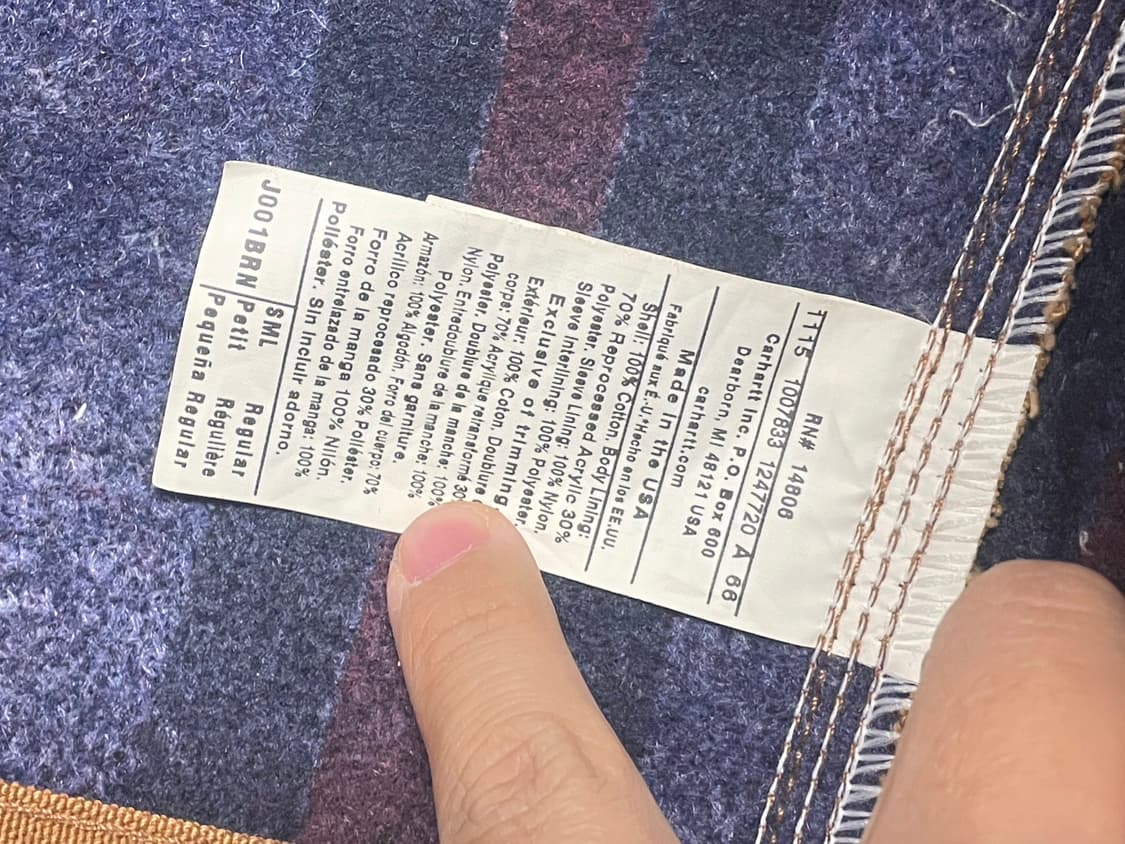 RN# 14806
1115 1007833 1247720 A 66
Carhartt Inc. P.O. Box 600
Dearborn, MI 48121 USA
carhartt.com
Made in the USA
Fabriqué aux E.-U•Hecho en los EE.UU.
Shell: 100% Cotton. Body Lining:
70% Reprocessed Acrylic 30%
Polyester. Sleeve Lining: 100% Nylon.
Sleeve Interlining: 100% Polyester.
Exclusive of trimming
Extérieur: 100% Coton. Doublure
corps: 70% Acrylique retransformé 30%
Polyester. Doublure de la manche: 100%
Nylon. Entredoublure de la manche: 100%
Polyester. Sans garniture.
Armazón: 100% Algodón. Forro del cuerpo: 70%
Acrílico reprocesado 30% Poliéster.
Forro de la manga 100% Nilón.
Forro entrelazado de la manga: 100%
Poliéster. Sin incluir adorno.
SML Regular
J001BRN Petit Régulière
Pequeña Regular